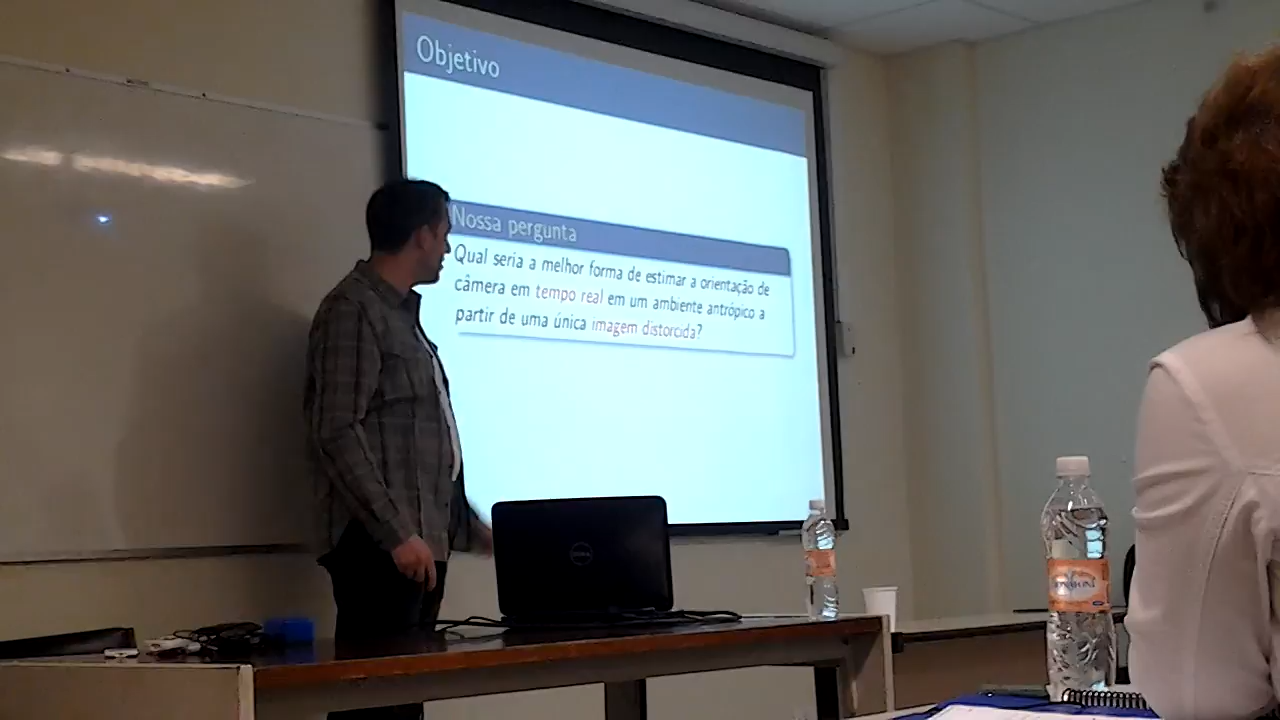 Objetivo
Nossa pergunta
Qual seria a melhor forma de estimar a orientação de
câmera em tempo real em um ambiente antrópico a
partir de uma única imagem distorcida?
DELL